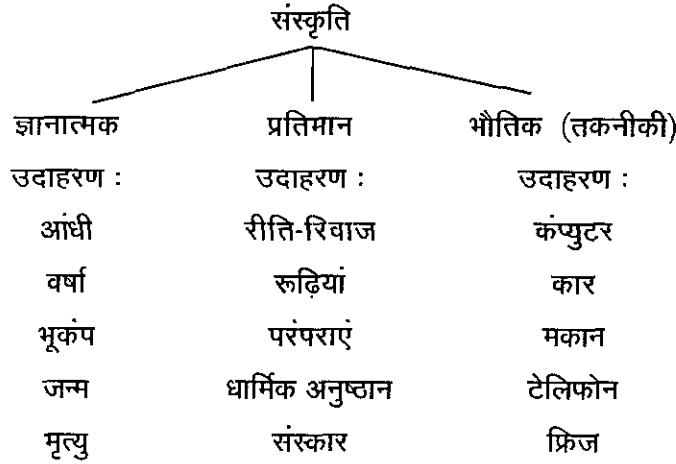 संस्कृति
ज्ञानात्मक प्रतिमान भौतिक (तकनीकी)
उदाहरण : उदाहरण : उदाहरण :
आंधी रीति-रिवाज कंप्युटर
वर्षा रूढ़ियां कार
भूकंप परंपराएं मकान
जन्म धार्मिक अनुष्ठान टेलिफोन
मृत्यु संस्कार फ्रिज